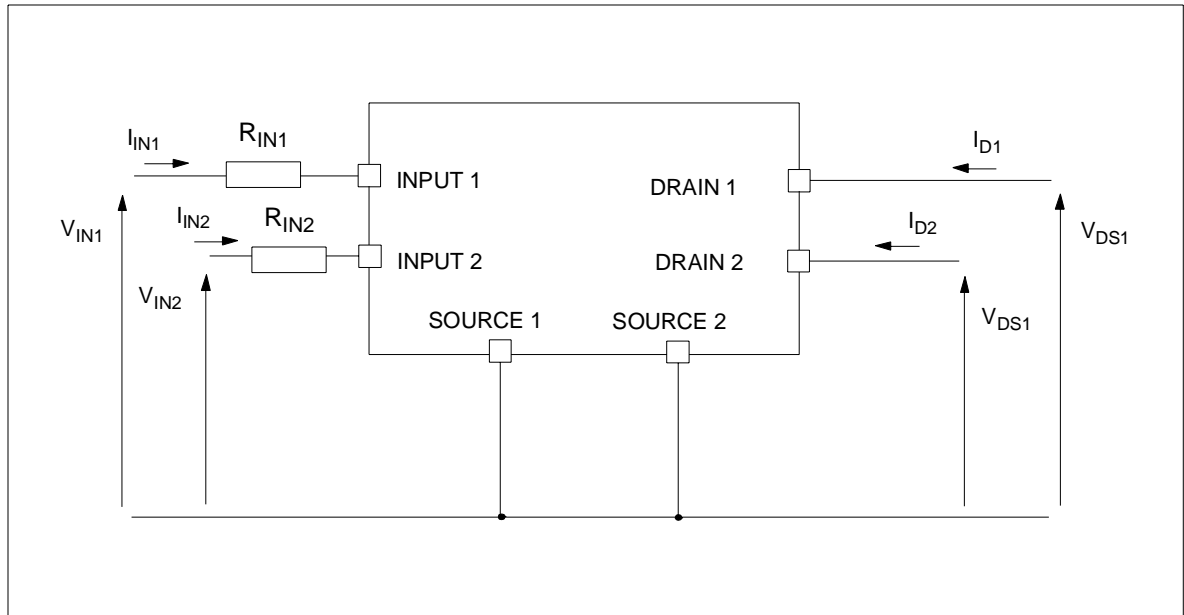 I_IN1
R_IN1
INPUT 1
DRAIN 1
I_D1
V_IN1
I_IN2
R_IN2
INPUT 2
DRAIN 2
I_D2
V_DS1
V_IN2
SOURCE 1
SOURCE 2
V_DS1